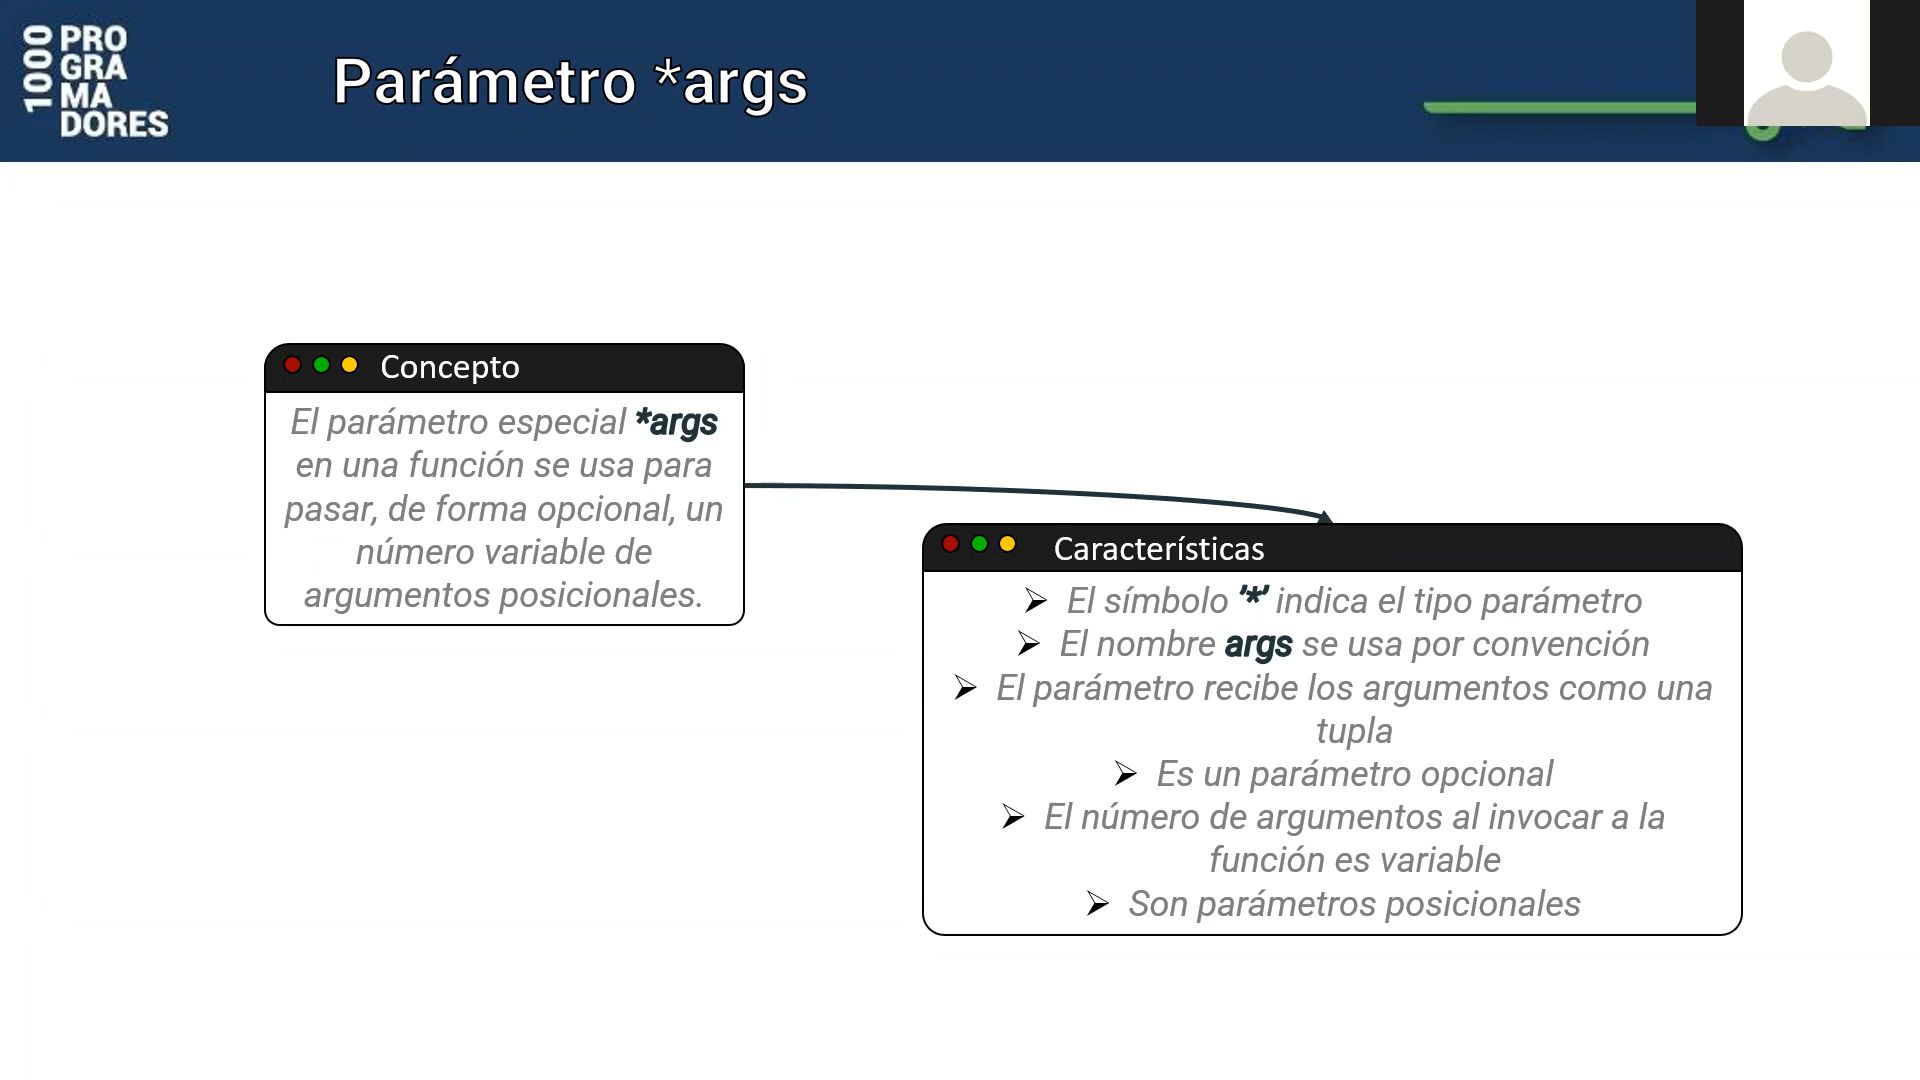 1000
PRO
GRA
MA
DORES
Parámetro *args
Concepto
El parámetro especial *args
en una función se usa para
pasar, de forma opcional, un
número variable de
argumentos posicionales.
Características
➢ El símbolo '*' indica el tipo parámetro
➢ El nombre args se usa por convención
➢ El parámetro recibe los argumentos como una
tupla
➢ Es un parámetro opcional
➢ El número de argumentos al invocar a la
función es variable
➢ Son parámetros posicionales